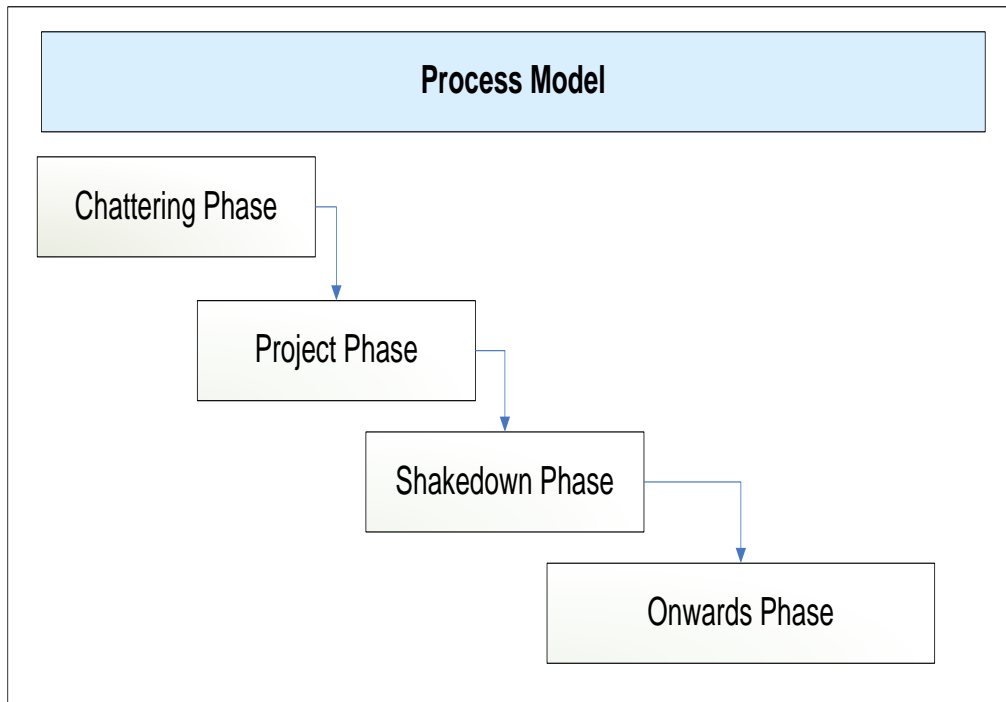 Process Model
Chattering Phase
Project Phase
Shakedown Phase
Onwards Phase